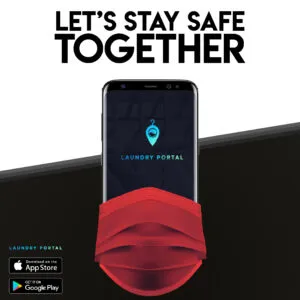 LET'S STAY SAFE
TOGETHER
LAUNDRY PORTAL
LAUNDRY PORTAL
Download on the
App Store
GET IT ON
Google Play